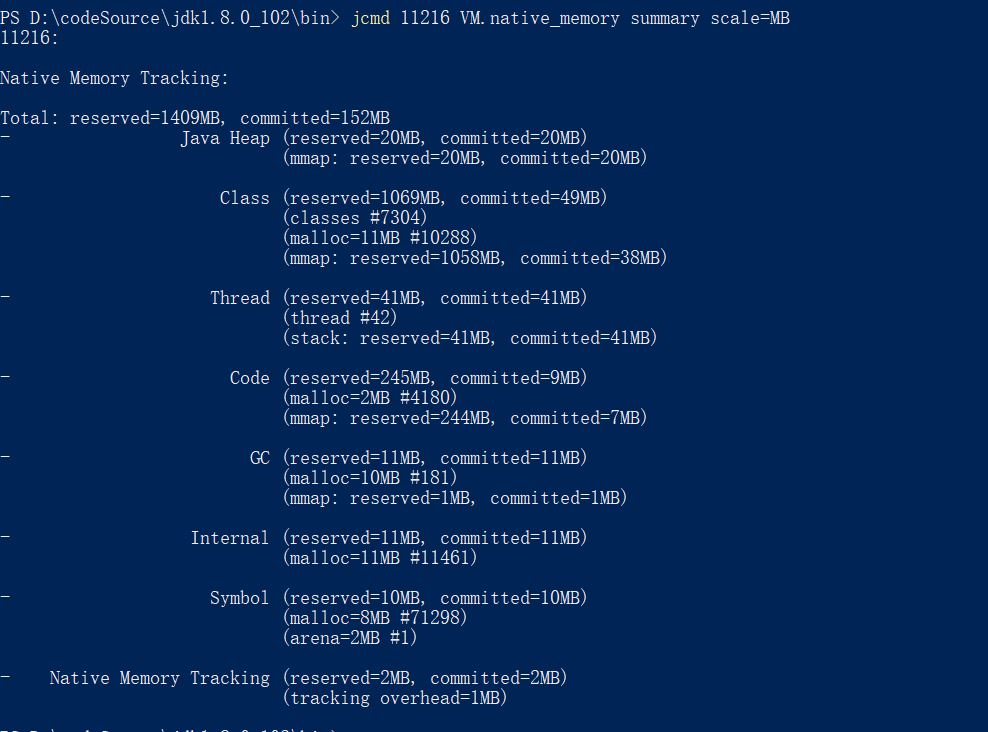 PS D:\codeSource\jdk1.8.0_102\bin> jcmd 11216 VM.native_memory summary scale=MB
11216:
Native Memory Tracking:
Total: reserved=1409MB, committed=152MB
- Java Heap (reserved=20MB, committed=20MB)
(mmap: reserved=20MB, committed=20MB)
- Class (reserved=1069MB, committed=49MB)
(classes #7304)
(malloc=11MB #10288)
(mmap: reserved=1058MB, committed=38MB)
- Thread (reserved=41MB, committed=41MB)
(thread #42)
(stack: reserved=41MB, committed=41MB)
- Code (reserved=245MB, committed=9MB)
(malloc=2MB #4180)
(mmap: reserved=244MB, committed=7MB)
- GC (reserved=11MB, committed=11MB)
(malloc=10MB #181)
(mmap: reserved=1MB, committed=1MB)
- Internal (reserved=11MB, committed=11MB)
(malloc=11MB #11461)
- Symbol (reserved=10MB, committed=10MB)
(malloc=8MB #71298)
(arena=2MB #1)
- Native Memory Tracking (reserved=2MB, committed=2MB)
(tracking overhead=1MB)